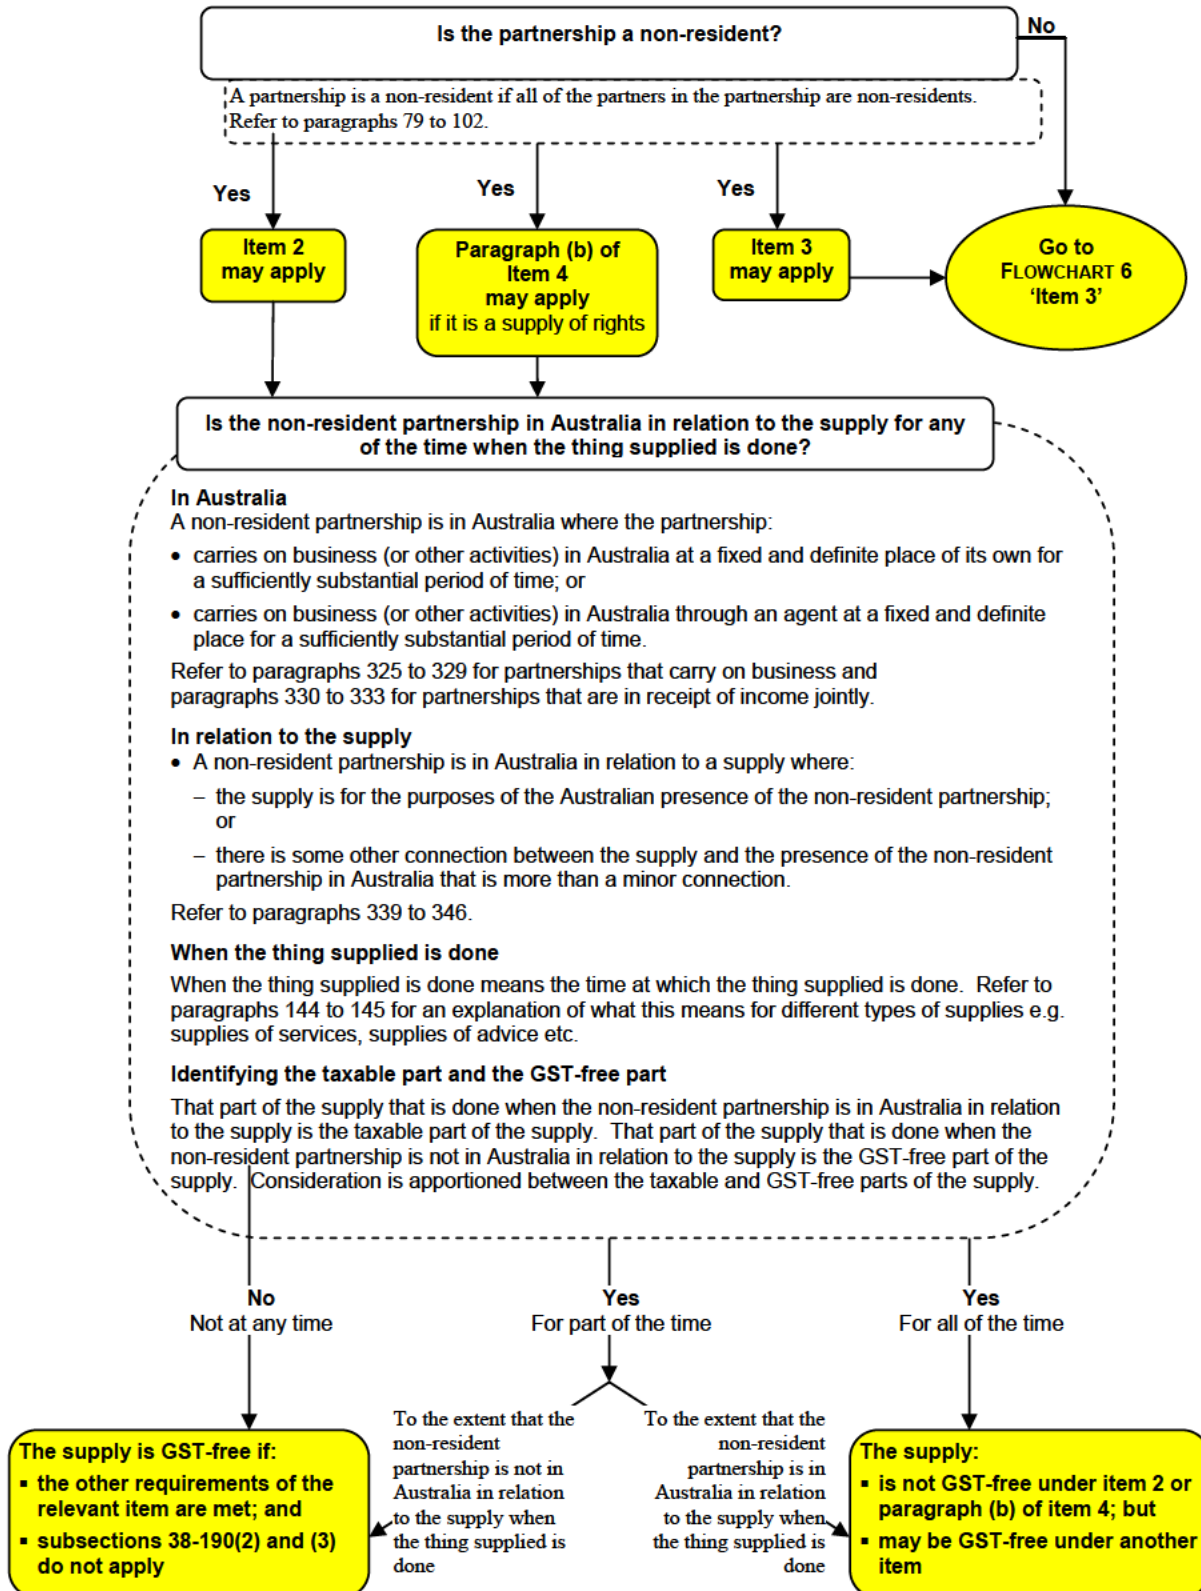 Is the partnership a non-resident?
No
A partnership is a non-resident if all of the partners in the partnership are non-residents.
Refer to paragraphs 79 to 102.
Yes
Yes
Yes
Item 2
may apply
Paragraph (b) of
Item 4
may apply
if it is a supply of rights
Item 3
may apply
Go to
FLOWCHART 6
‘Item 3’
Is the non-resident partnership in Australia in relation to the supply for any
of the time when the thing supplied is done?
In Australia
A non-resident partnership is in Australia where the partnership:
• carries on business (or other activities) in Australia at a fixed and definite place of its own for
a sufficiently substantial period of time; or
• carries on business (or other activities) in Australia through an agent at a fixed and definite
place for a sufficiently substantial period of time.
Refer to paragraphs 325 to 329 for partnerships that carry on business and
paragraphs 330 to 333 for partnerships that are in receipt of income jointly.
In relation to the supply
• A non-resident partnership is in Australia in relation to a supply where:
– the supply is for the purposes of the Australian presence of the non-resident partnership;
or
– there is some other connection between the supply and the presence of the non-resident
partnership in Australia that is more than a minor connection.
Refer to paragraphs 339 to 346.
When the thing supplied is done
When the thing supplied is done means the time at which the thing supplied is done. Refer to
paragraphs 144 to 145 for an explanation of what this means for different types of supplies e.g.
supplies of services, supplies of advice etc.
Identifying the taxable part and the GST-free part
That part of the supply that is done when the non-resident partnership is in Australia in relation
to the supply is the taxable part of the supply. That part of the supply that is done when the
non-resident partnership is not in Australia in relation to the supply is the GST-free part of the
supply. Consideration is apportioned between the taxable and GST-free parts of the supply.
No
Not at any time
Yes
For part of the time
Yes
For all of the time
The supply is GST-free if:
▪ the other requirements of the
relevant item are met; and
▪ subsections 38-190(2) and (3)
do not apply
To the extent that the
non-resident
partnership is not in
Australia in relation
to the supply when
the thing supplied is
done
To the extent that the
non-resident
partnership is in
Australia in relation
to the supply when
the thing supplied is
done
The supply:
▪ is not GST-free under item 2 or
paragraph (b) of item 4; but
▪ may be GST-free under another
item